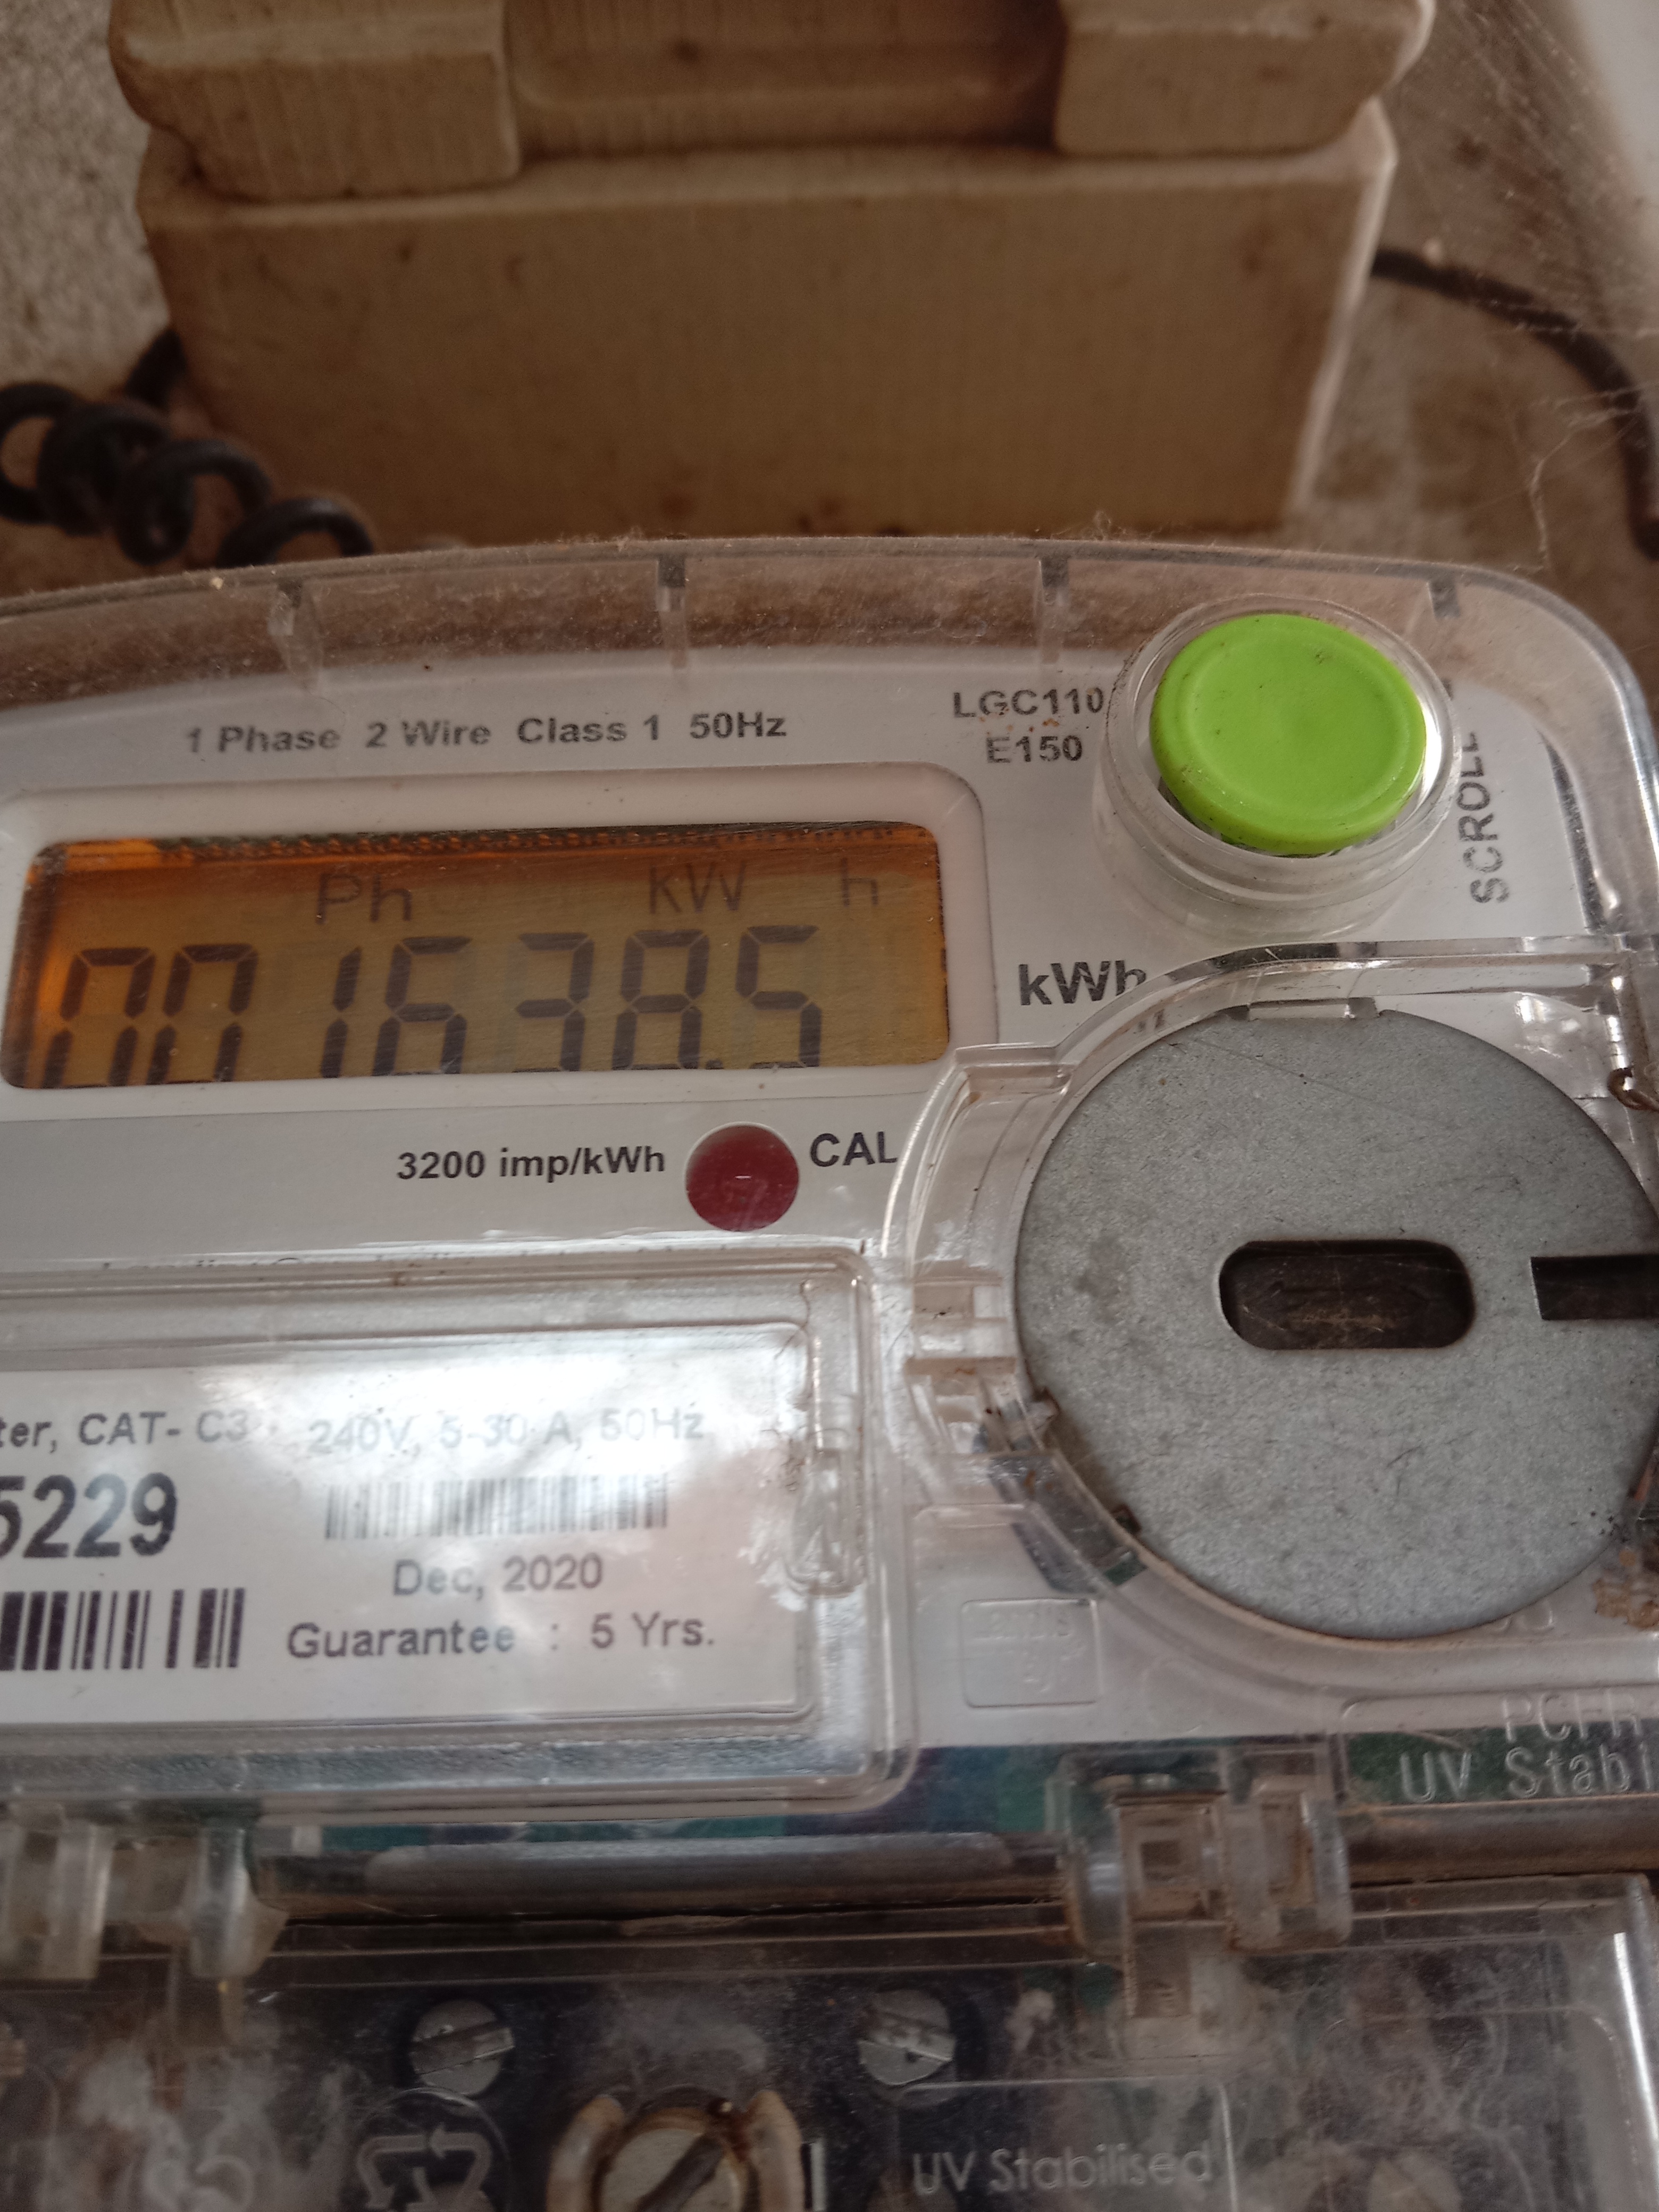 1 Phase 2 Wire Class 1 50Hz
LGC110
E150
SCROLL
Ph kW h
001638.5
kWh
3200 imp/kWh
CAL
ter, CAT- C3
240V, 5-30 A, 50Hz
5229
Dec, 2020
Guarantee : 5 Yrs.
UV Stabi
UV Stabilised